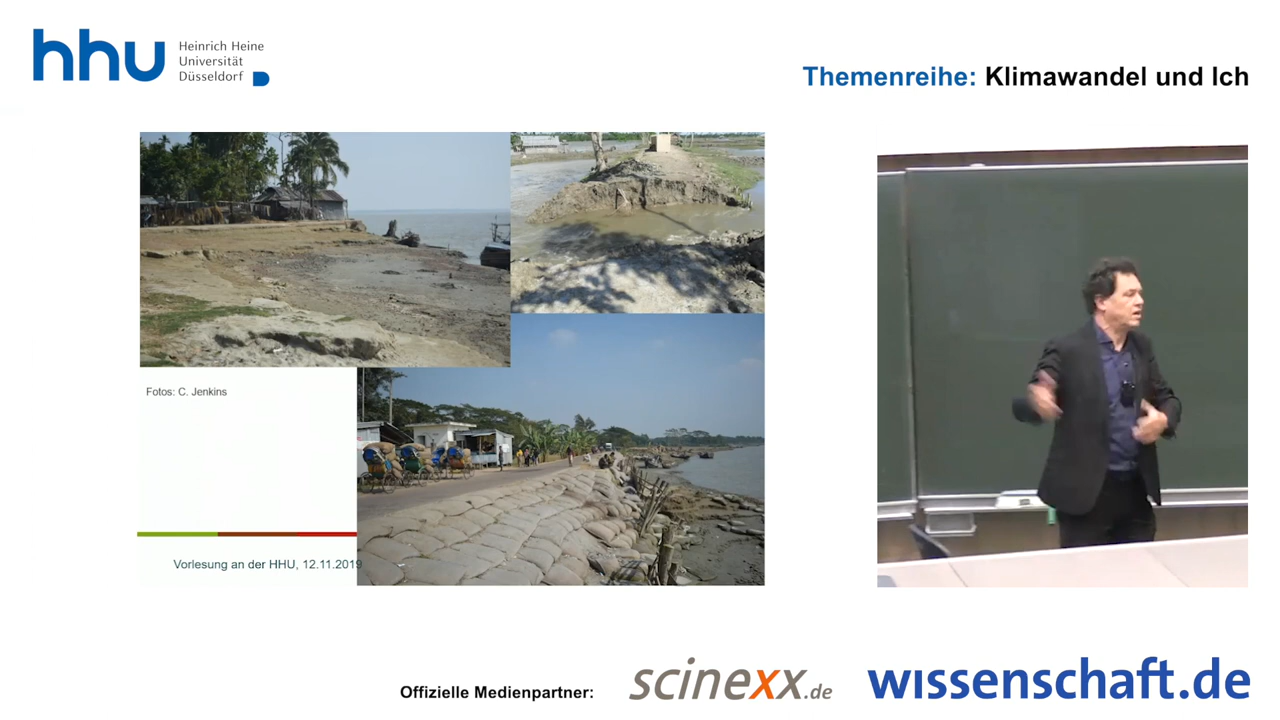 hhu
Heinrich Heine
Universität
Düsseldorf
Themenreihe: Klimawandel und Ich
Fotos: C. Jenkins
Vorlesung an der HHU, 12.11.2019
Offizielle Medienpartner:
scinexx.de
wissenschaft.de